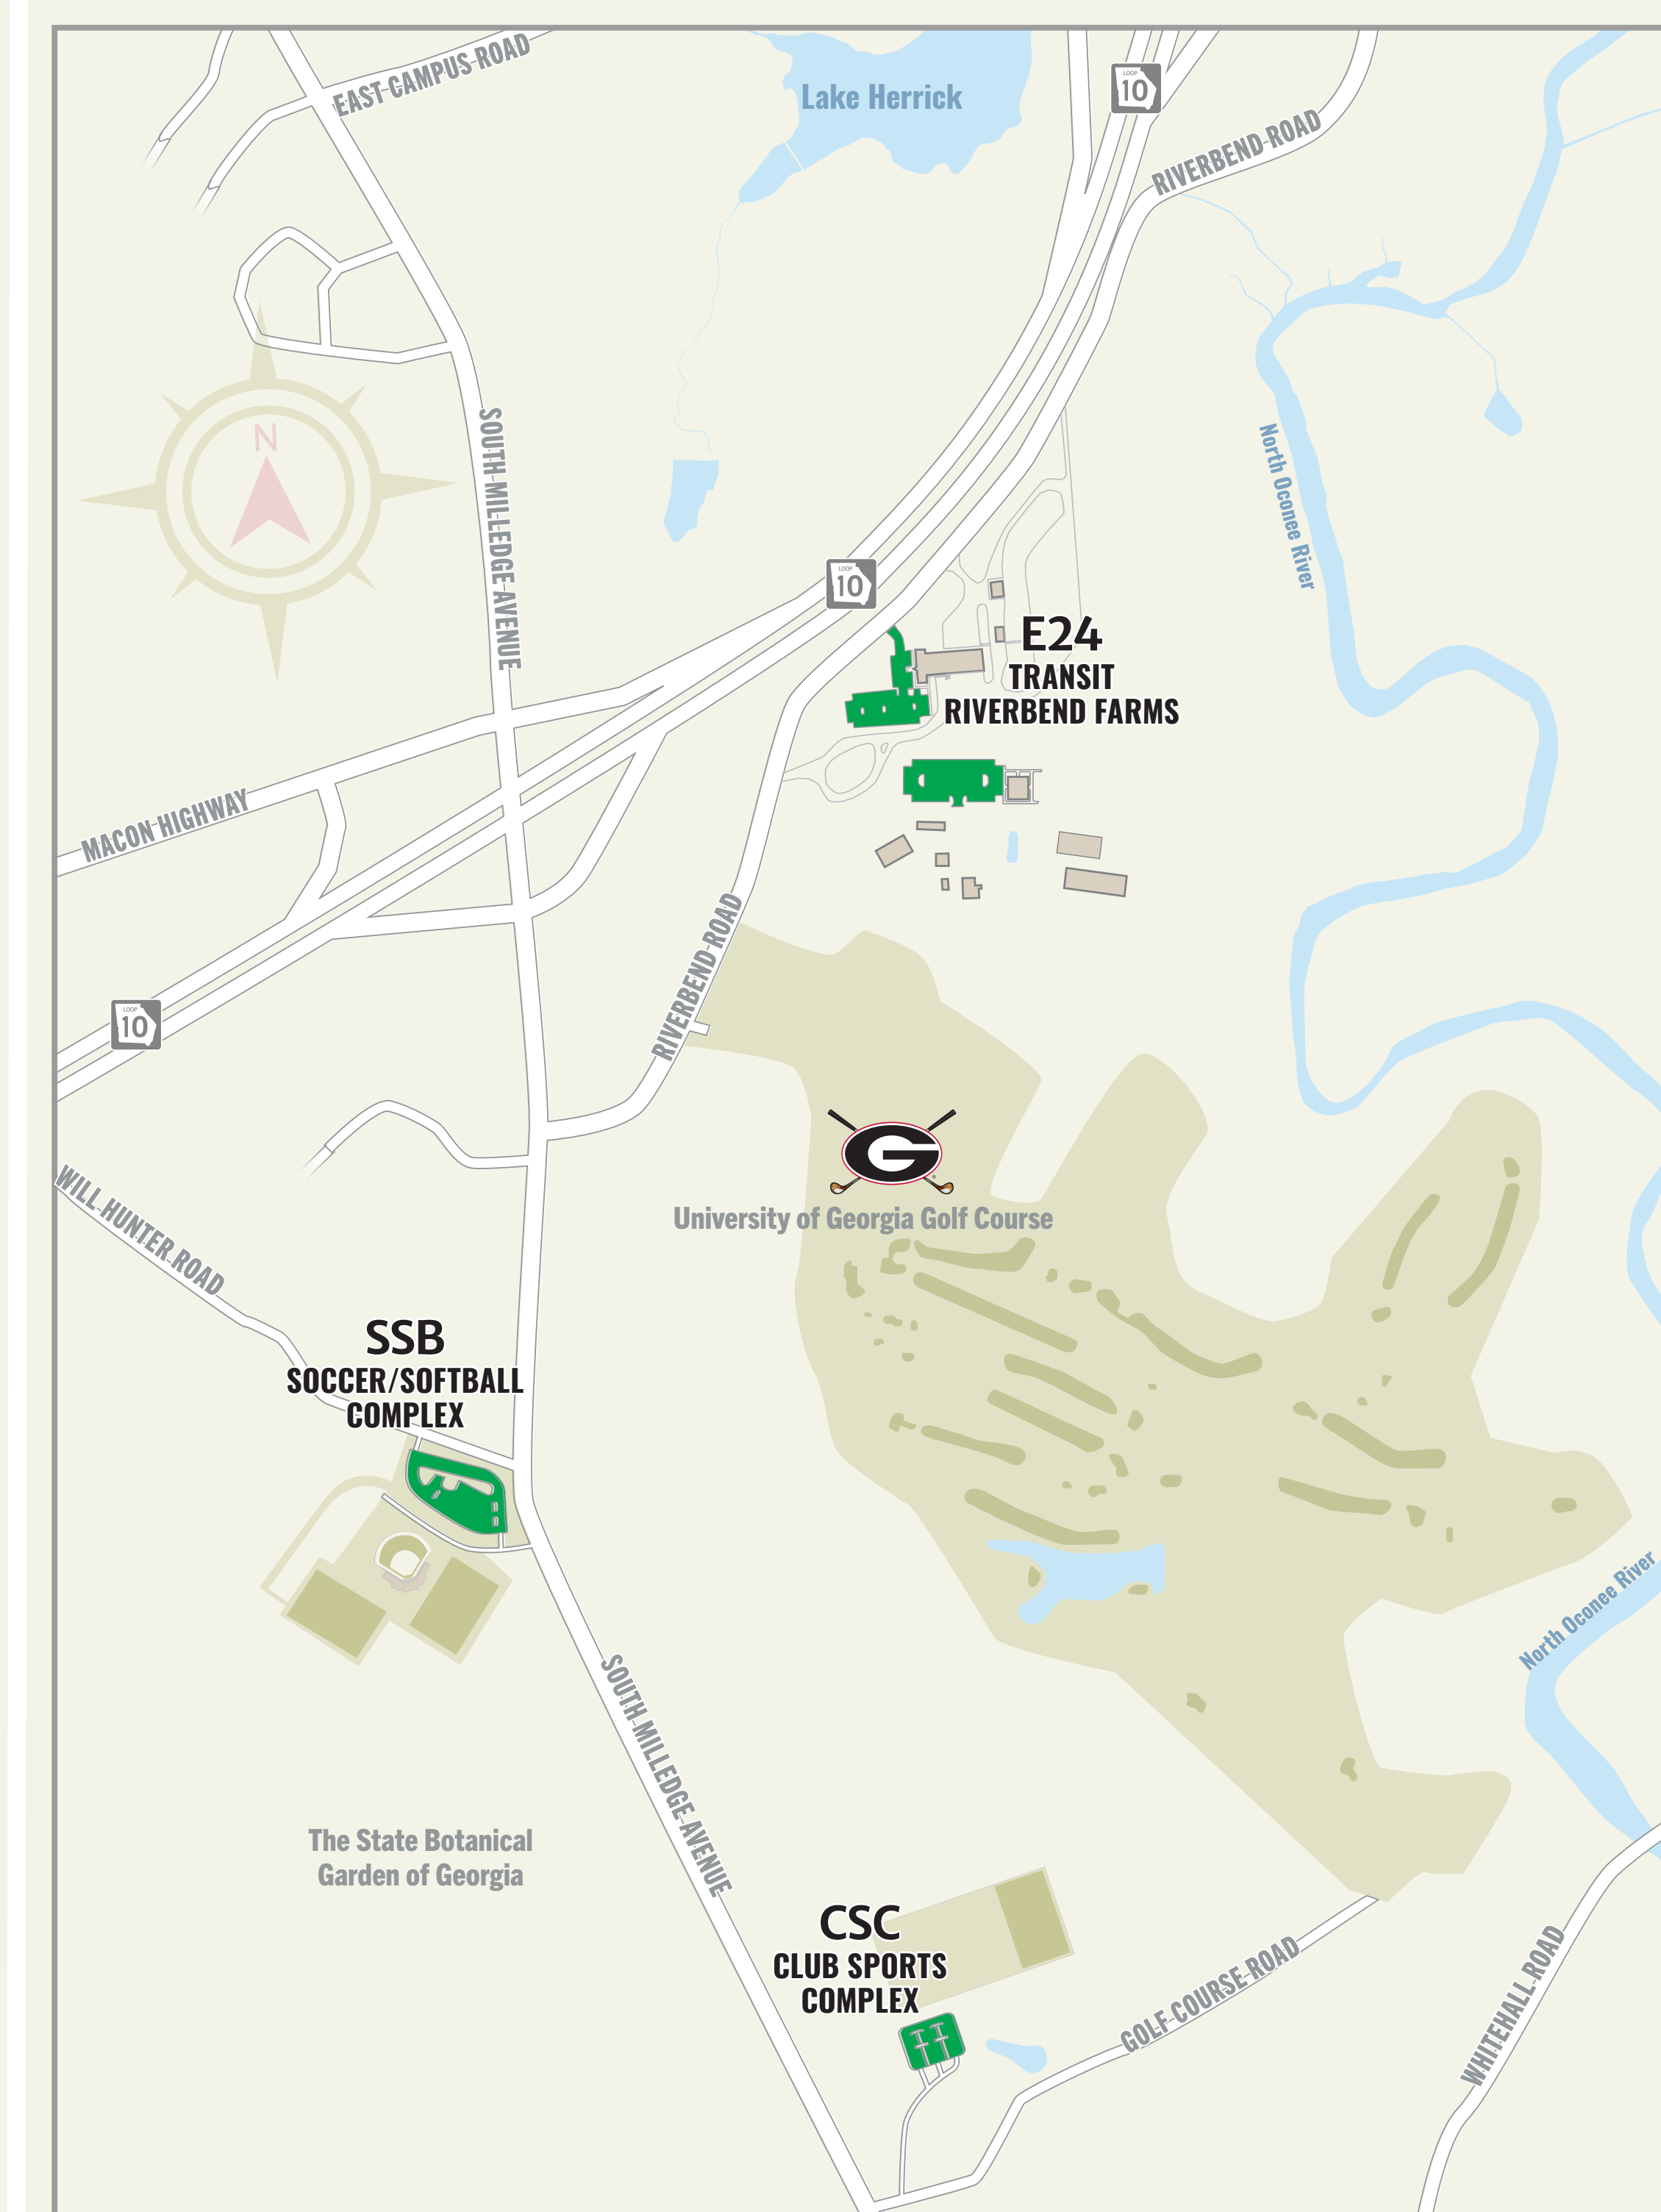 EAST CAMPUS ROAD
Lake Herrick
LOOP
10
RIVERBEND ROAD
N
SOUTH MILLEDGE AVENUE
North Oconee River
LOOP
10
E24
TRANSIT
RIVERBEND FARMS
MACON HIGHWAY
RIVERBEND ROAD
LOOP
10
G
University of Georgia Golf Course
WILL HUNTER ROAD
SSB
SOCCER/SOFTBALL
COMPLEX
North Oconee River
SOUTH MILLEDGE AVENUE
The State Botanical
Garden of Georgia
CSC
CLUB SPORTS
COMPLEX
GOLF COURSE ROAD
WHITEHALL ROAD